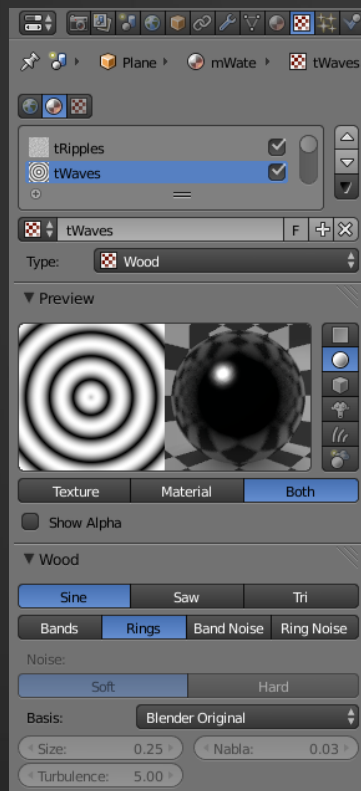 Plane mWate tWaves
tRipples
tWaves
tWaves F
Type: Wood
Preview
Texture Material Both
Show Alpha
Wood
Sine Saw Tri
Bands Rings Band Noise Ring Noise
Noise:
Soft Hard
Basis: Blender Original
Size: 0.25 Nabla: 0.03
Turbulence: 5.00